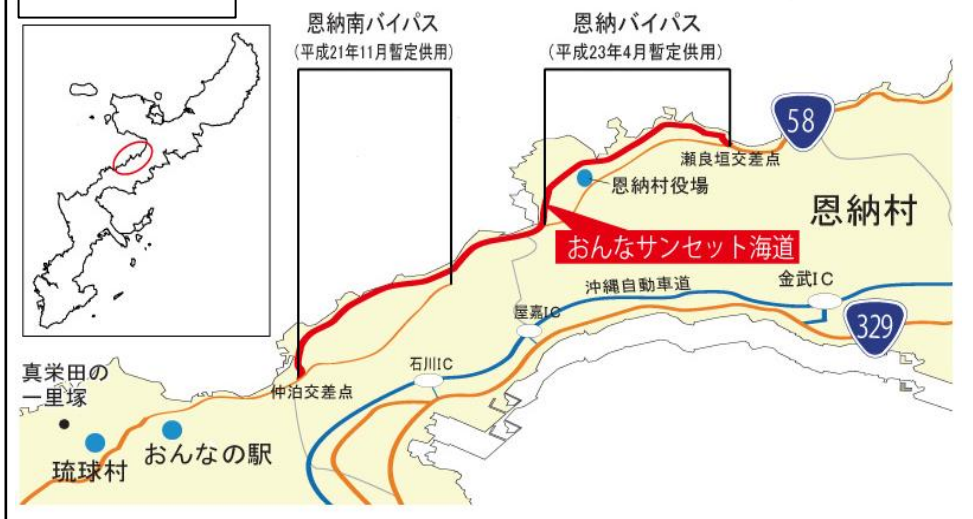 恩納南バイパス
(平成21年11月暫定供用)
恩納バイパス
(平成23年4月暫定供用)
58
瀬良垣交差点
恩納村役場
恩納村
おんなサンセット海道
沖縄自動車道
金武IC
屋嘉IC
329
石川IC
仲泊交差点
真栄田の
一里塚
おんなの駅
琉球村